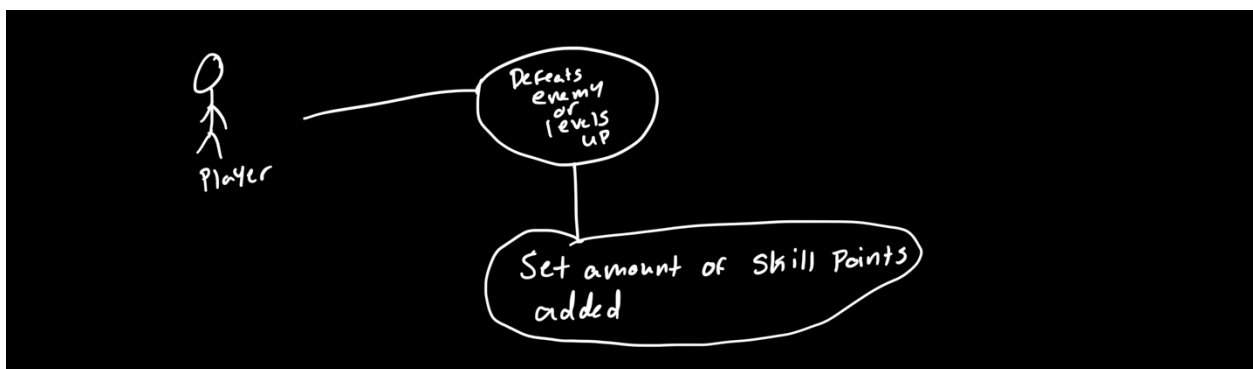 Defeats
enemy
or
levels
up
Player
Set amount of Skill Points
added